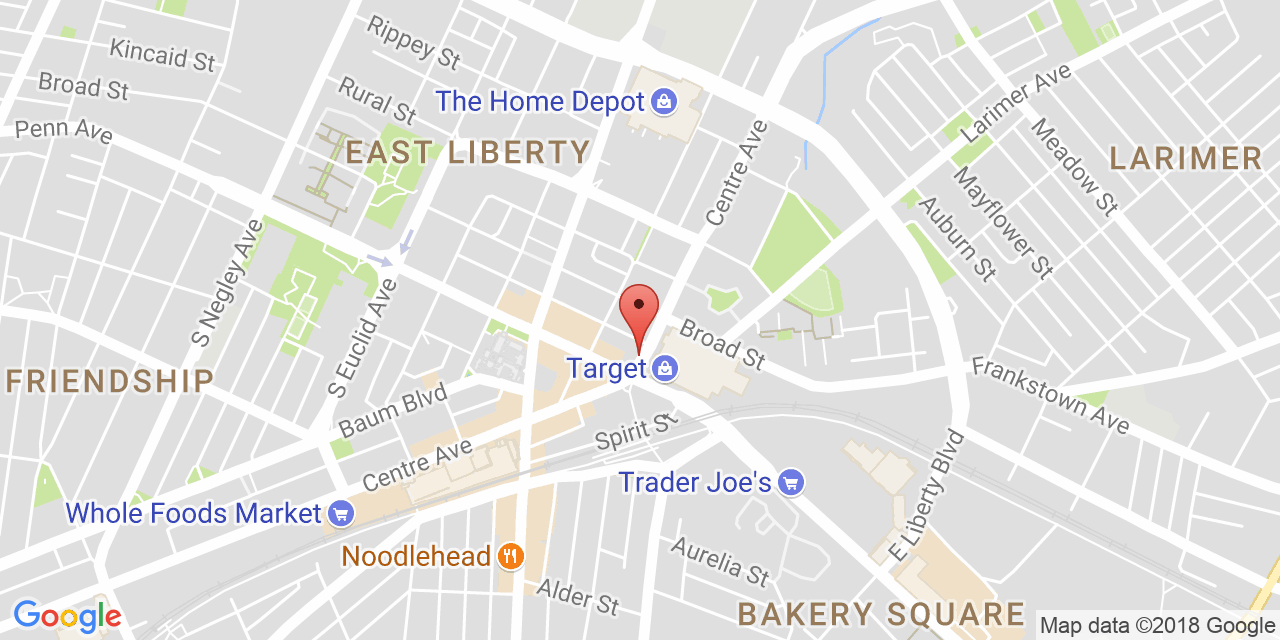 Rippey St
Kincaid St
Broad St
Rural St
The Home Depot
Larimer Ave
Penn Ave
EAST LIBERTY
Centre Ave
Meadow St
LARIMER
Mayflower St
Auburn St
S Negley Ave
S Euclid Ave
Broad St
Target
FRIENDSHIP
Frankstown Ave
Baum Blvd
Spirit St
Centre Ave
Trader Joe's
E Liberty Blvd
Whole Foods Market
Noodlehead
Aurelia St
Alder St
BAKERY SQUARE
Google
Map data ©2018 Google